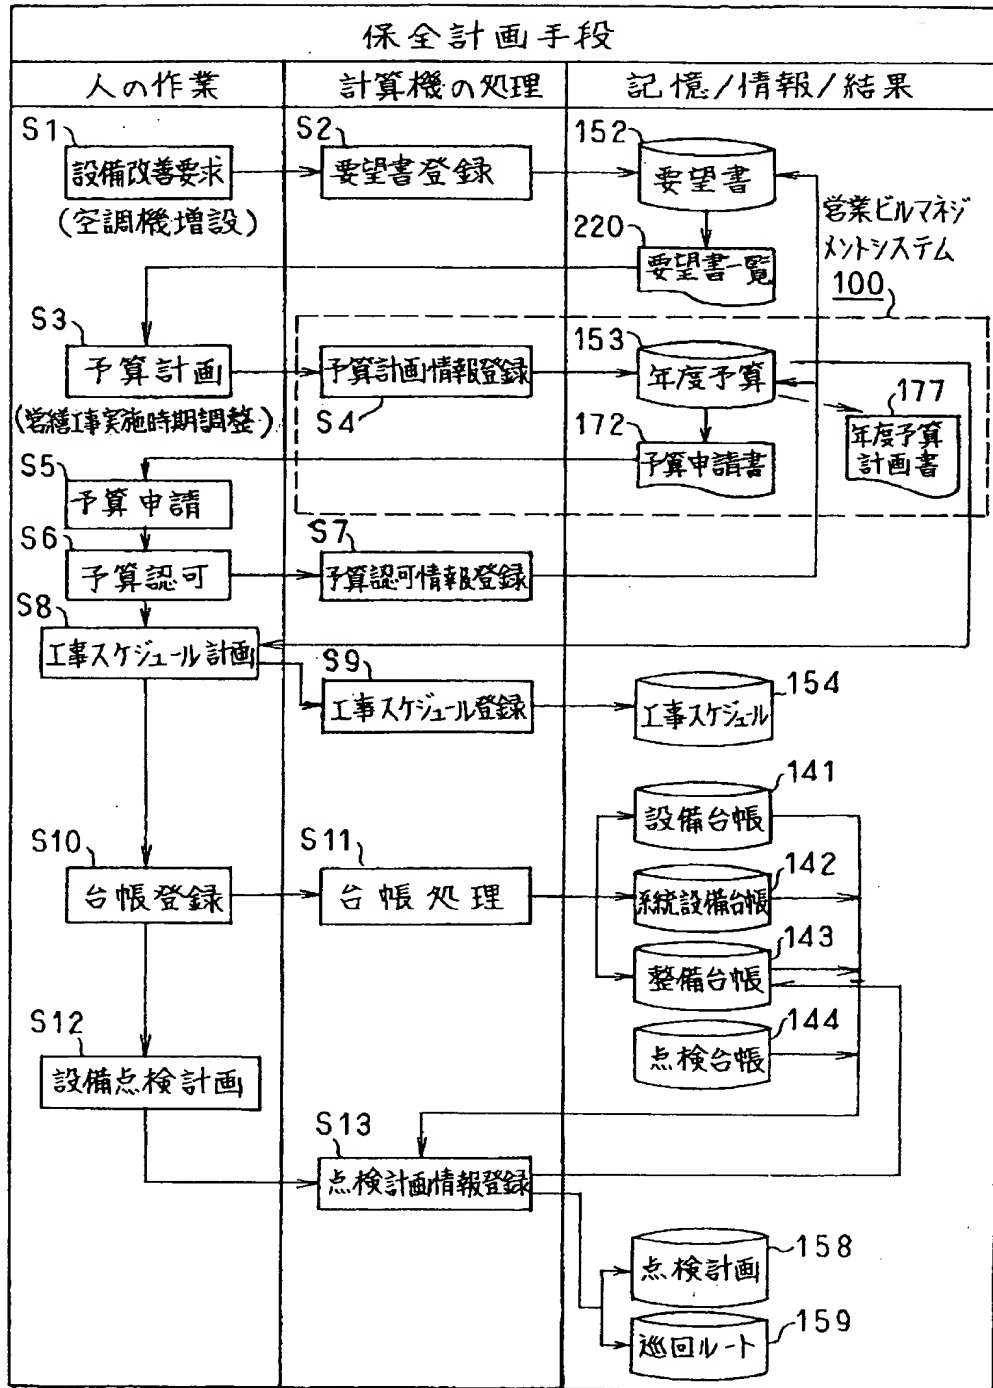 保全計画手段
人の作業
計算機の処理
記憶/情報/結果
S1
設備改善要求
(空調機増設)
S2
要望書登録
152
要望書
220
要望書一覧
営業ビルマネジ
メントシステム
100
S3
予算計画
(営繕工事実施時期調整)
予算計画情報登録
S4
153
年度予算
177
年度予算
計画書
172
予算申請書
S5
予算申請
S6
予算認可
S7
予算認可情報登録
S8
工事スケジュール計画
S9
工事スケジュール登録
154
工事スケジュール
141
設備台帳
S10
台帳登録
S11
台帳処理
142
系統設備台帳
143
整備台帳
144
点検台帳
S12
設備点検計画
S13
点検計画情報登録
158
点検計画
159
巡回ルート